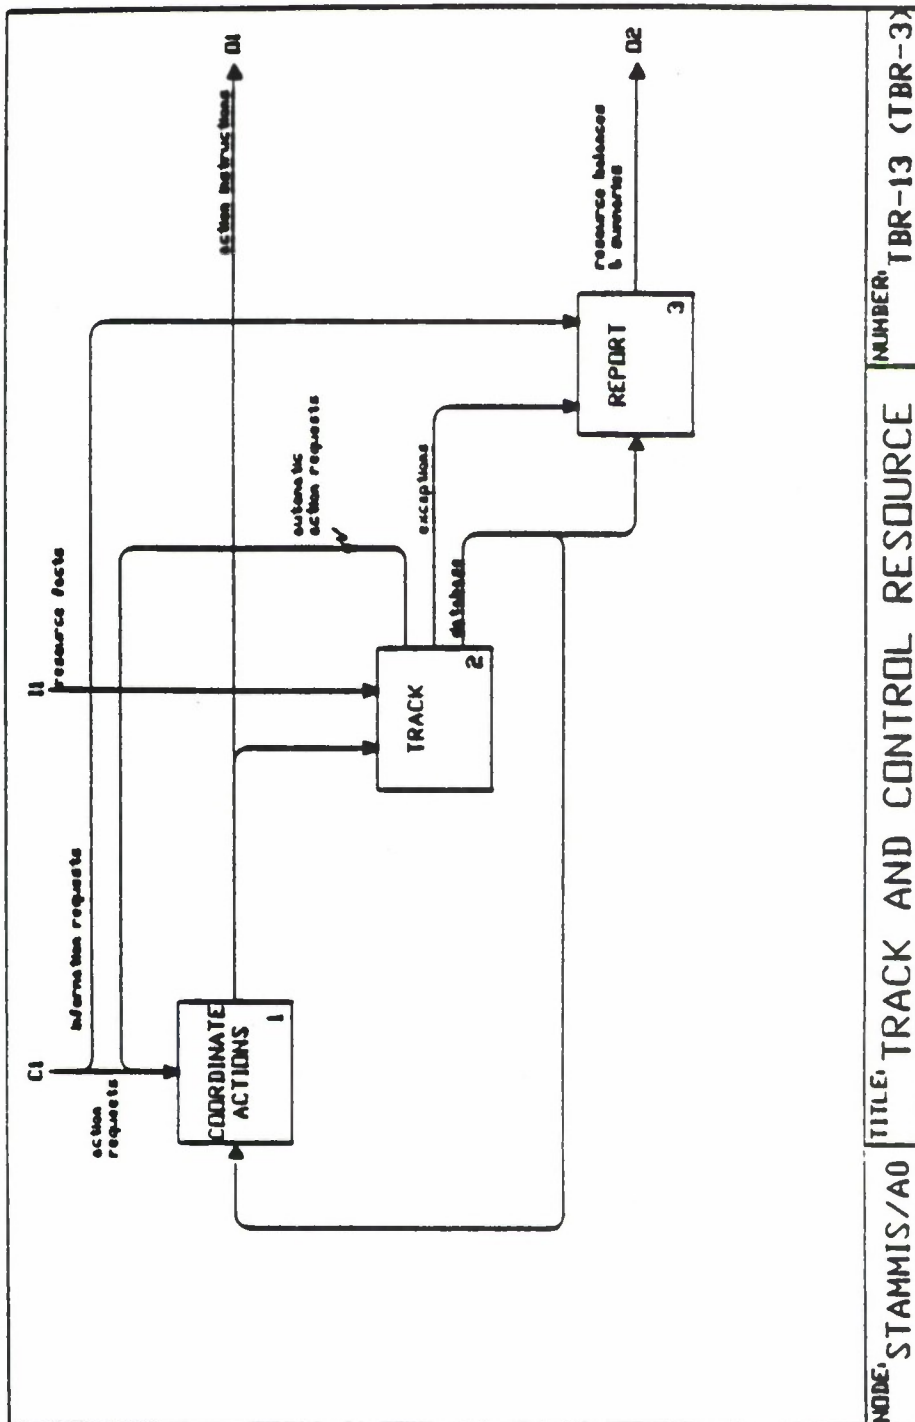 C1
I1
information requests
resource facts
action
requests
COORDINATE
ACTIONS
1
action instructions
O1
automatic
action requests
TRACK
2
exceptions
database
REPORT
3
resource balances
& summaries
O2
NODE: STAMMIS/A0
TITLE: TRACK AND CONTROL RESOURCE
NUMBER: TBR-13 (TBR-3)